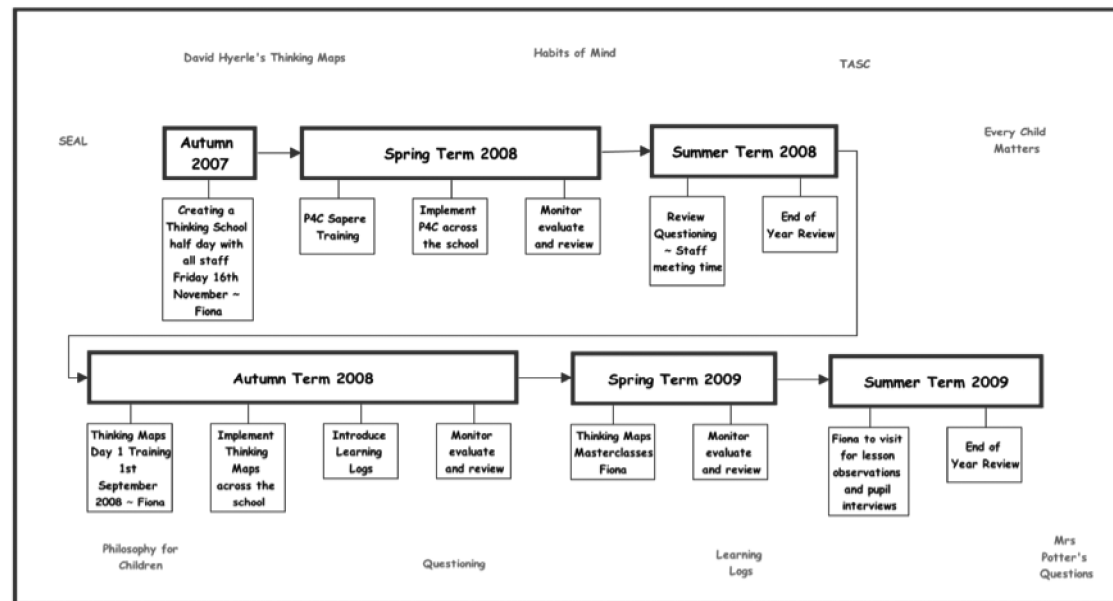 David Hyerle's Thinking Maps
Habits of Mind
TASC
SEAL
Every Child
Matters
Autumn
2007
Spring Term 2008
Summer Term 2008
Creating a
Thinking School
half day with
all staff
Friday 16th
November ~
Fiona
P4C Sapere
Training
Implement
P4C across
the school
Monitor
evaluate
and review
Review
Questioning
~ Staff
meeting time
End of
Year Review
Autumn Term 2008
Spring Term 2009
Summer Term 2009
Thinking Maps
Day 1 Training
1st
September
2008 ~ Fiona
Implement
Thinking
Maps
across the
school
Introduce
Learning
Logs
Monitor
evaluate
and review
Thinking Maps
Masterclasses
Fiona
Monitor
evaluate
and review
Fiona to visit
for lesson
observations
and pupil
interviews
End of
Year Review
Philosophy for
Children
Questioning
Learning
Logs
Mrs
Potter's
Questions